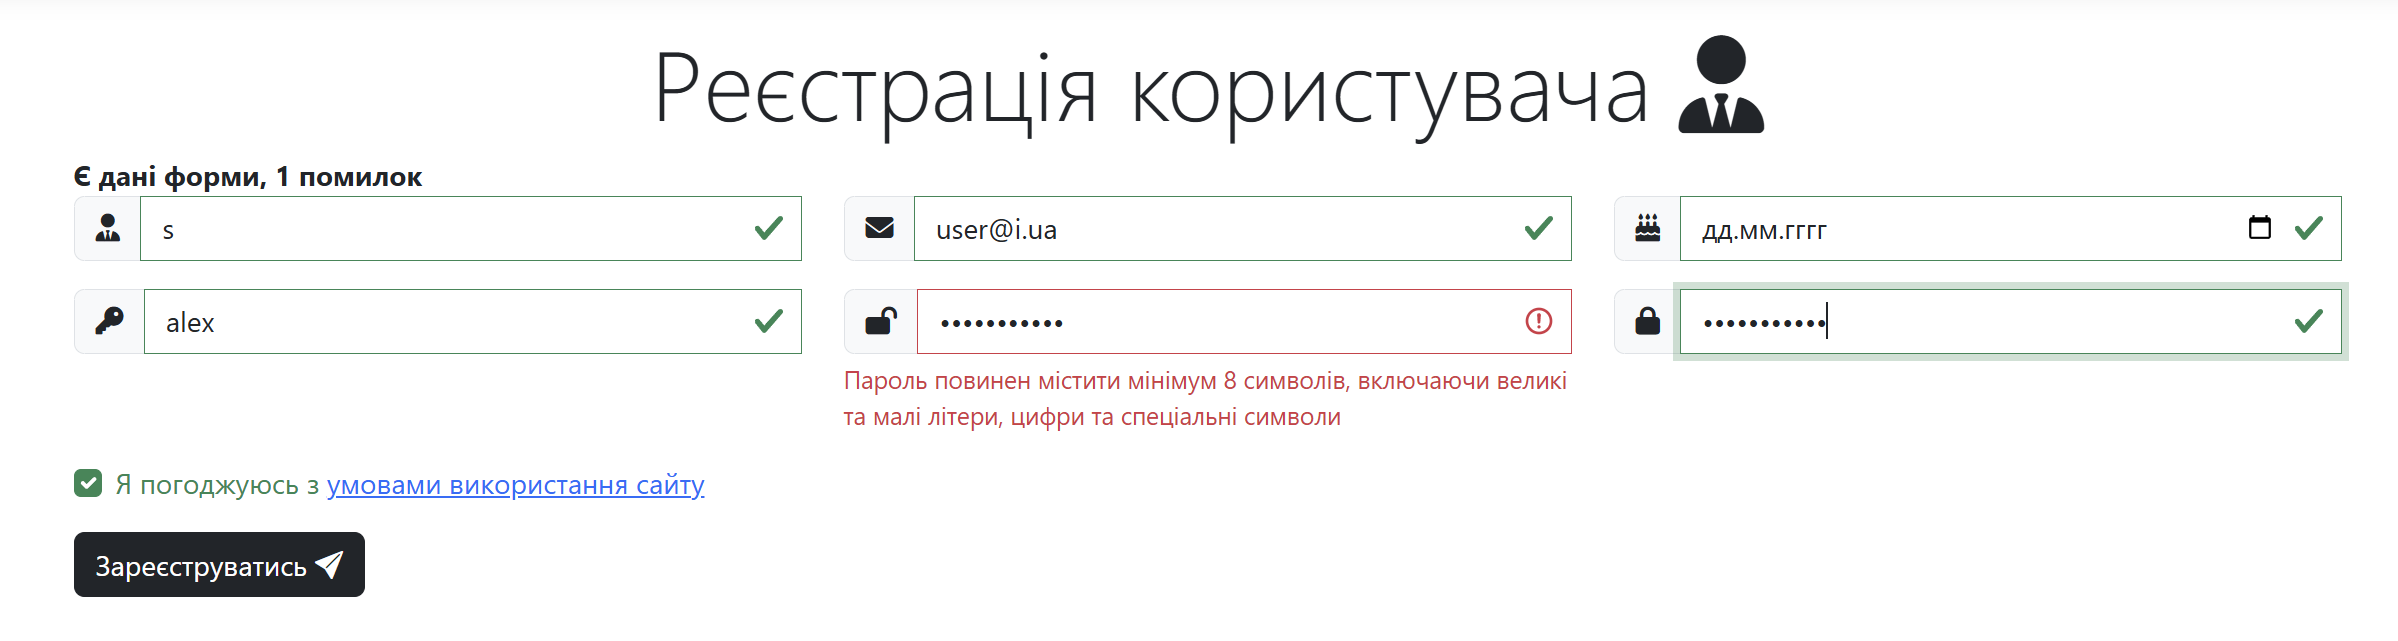 Реєстрація користувача
Є дані форми, 1 помилок
s
user@i.ua
дд.мм.гггг
alex
•••••••••••
•••••••••••
Пароль повинен містити мінімум 8 символів, включаючи великі
та малі літери, цифри та спеціальні символи
Я погоджуюсь з умовами використання сайту
Зареєструватись